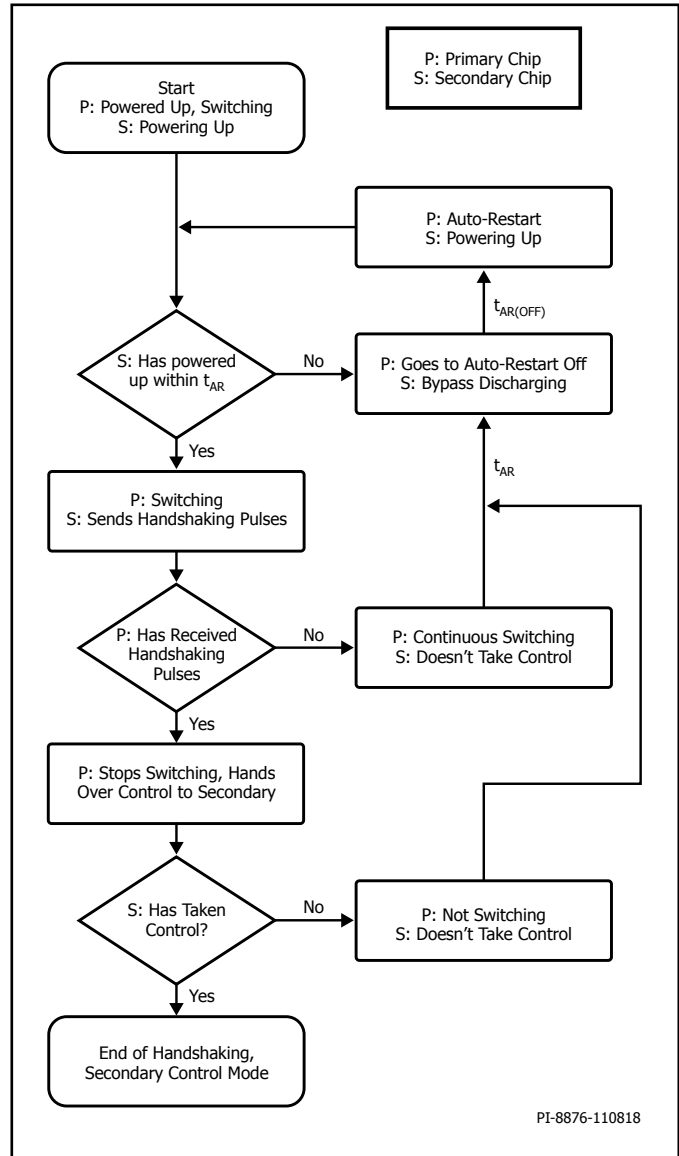 P: Primary Chip
S: Secondary Chip
Start
P: Powered Up, Switching
S: Powering Up
P: Auto-Restart
S: Powering Up
tAR(OFF)
S: Has powered
up within tAR
No
P: Goes to Auto-Restart Off
S: Bypass Discharging
Yes
tAR
P: Switching
S: Sends Handshaking Pulses
P: Has Received
Handshaking
Pulses
No
P: Continuous Switching
S: Doesn’t Take Control
Yes
P: Stops Switching, Hands
Over Control to Secondary
S: Has Taken
Control?
No
P: Not Switching
S: Doesn’t Take Control
Yes
End of Handshaking,
Secondary Control Mode
PI-8876-110818